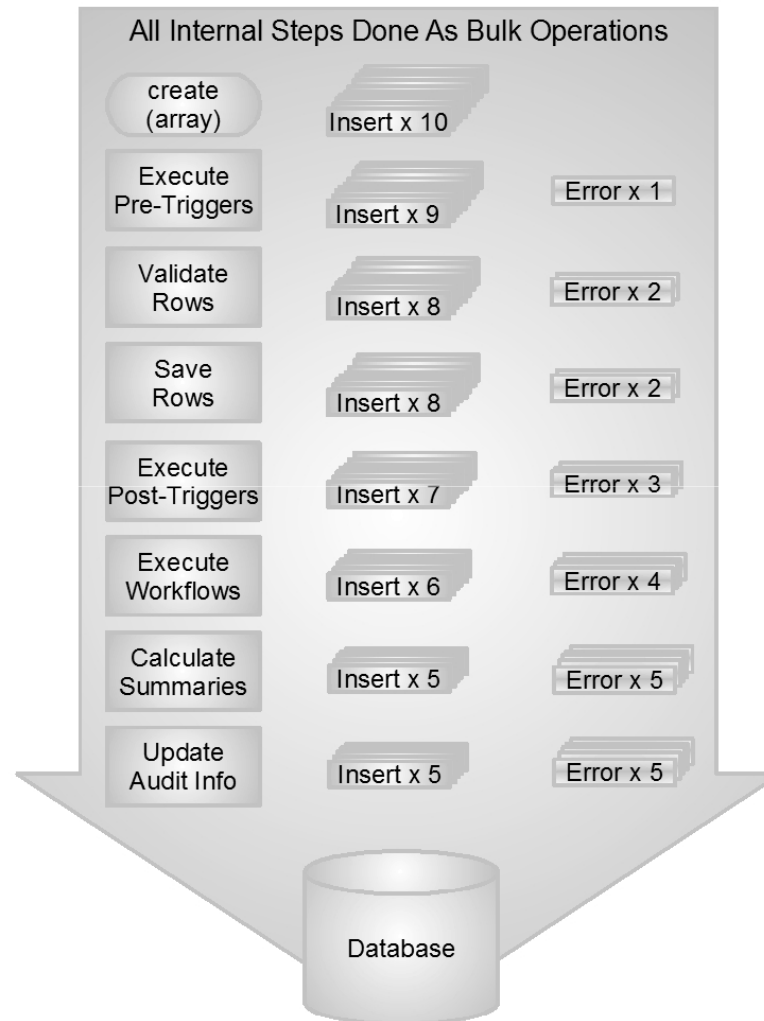 All Internal Steps Done As Bulk Operations
create
(array)
Insert x 10
Execute
Pre-Triggers
Insert x 9
Error x 1
Validate
Rows
Insert x 8
Error x 2
Save
Rows
Insert x 8
Error x 2
Execute
Post-Triggers
Insert x 7
Error x 3
Execute
Workflows
Insert x 6
Error x 4
Calculate
Summaries
Insert x 5
Error x 5
Update
Audit Info
Insert x 5
Error x 5
Database